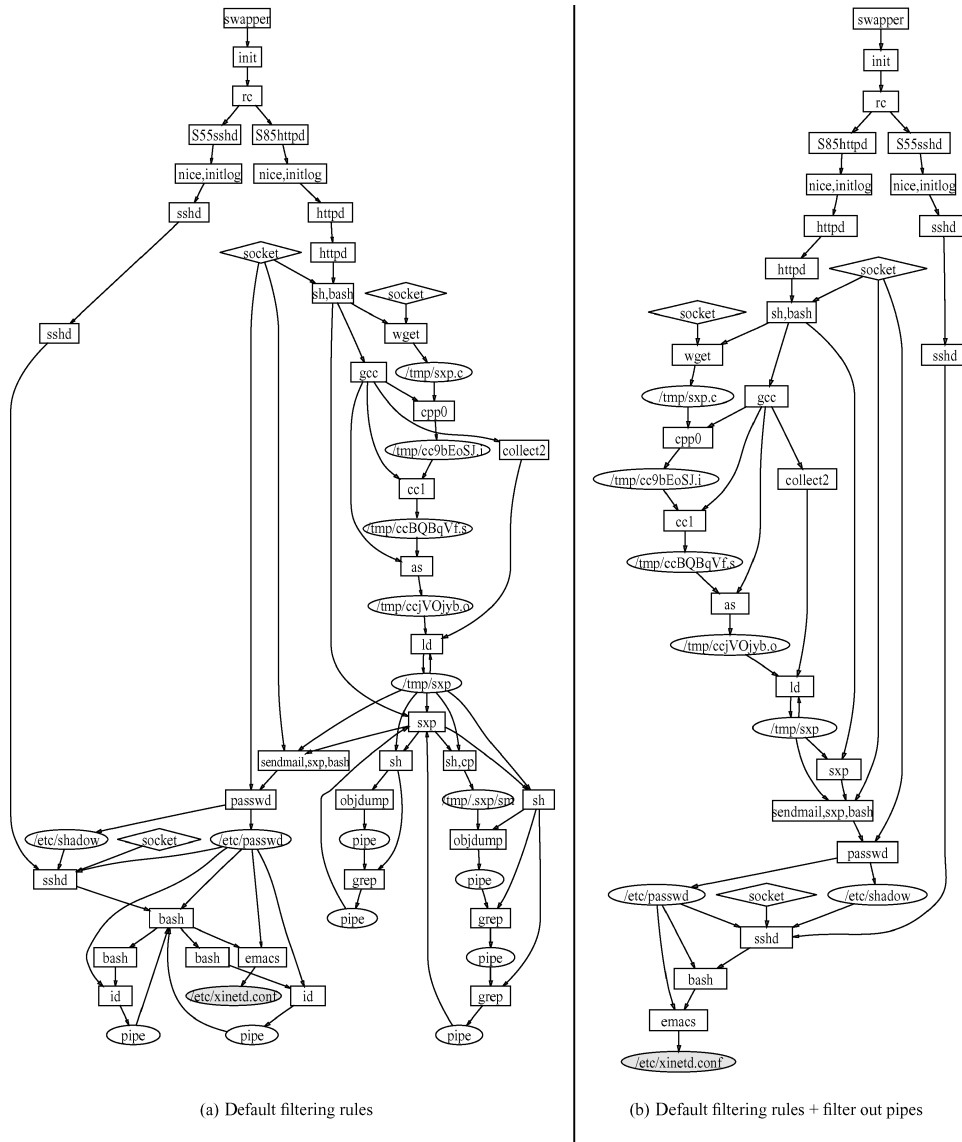 swapper
init
rc
S55sshd
S85httpd
nice,initlog
nice,initlog
sshd
httpd
socket
httpd
sh,bash
socket
sshd
wget
gcc
/tmp/sxp.c
cpp0
/tmp/cc9bEoSJ.i
collect2
cc1
/tmp/ccBQBqVf.s
as
/tmp/ccjVOjyb.o
ld
/tmp/sxp
sxp
sendmail,sxp,bash
sh
sh,cp
passwd
objdump
/tmp/.sxp/sm
sh
/etc/shadow
socket
/etc/passwd
pipe
objdump
sshd
grep
pipe
bash
pipe
grep
bash
bash
emacs
pipe
id
/etc/xinetd.conf
id
grep
pipe
pipe
pipe
(a) Default filtering rules
swapper
init
rc
S85httpd
S55sshd
nice,initlog
nice,initlog
httpd
sshd
httpd
socket
socket
sh,bash
wget
sshd
/tmp/sxp.c
gcc
cpp0
/tmp/cc9bEoSJ.i
collect2
cc1
/tmp/ccBQBqVf.s
as
/tmp/ccjVOjyb.o
ld
/tmp/sxp
sxp
sendmail,sxp,bash
passwd
/etc/passwd
socket
/etc/shadow
sshd
bash
emacs
/etc/xinetd.conf
(b) Default filtering rules + filter out pipes